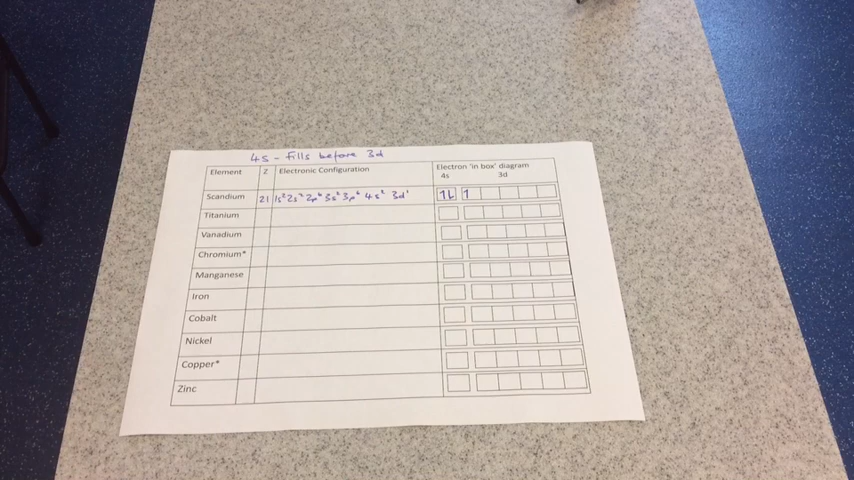 4s - Fills before 3d
Element Z Electronic Configuration Electron 'in box' diagram
4s 3d
Scandium 21 1s² 2s² 2p⁶ 3s² 3p⁶ 4s² 3d¹ 1L 1
Titanium
Vanadium
Chromium*
Manganese
Iron
Cobalt
Nickel
Copper*
Zinc